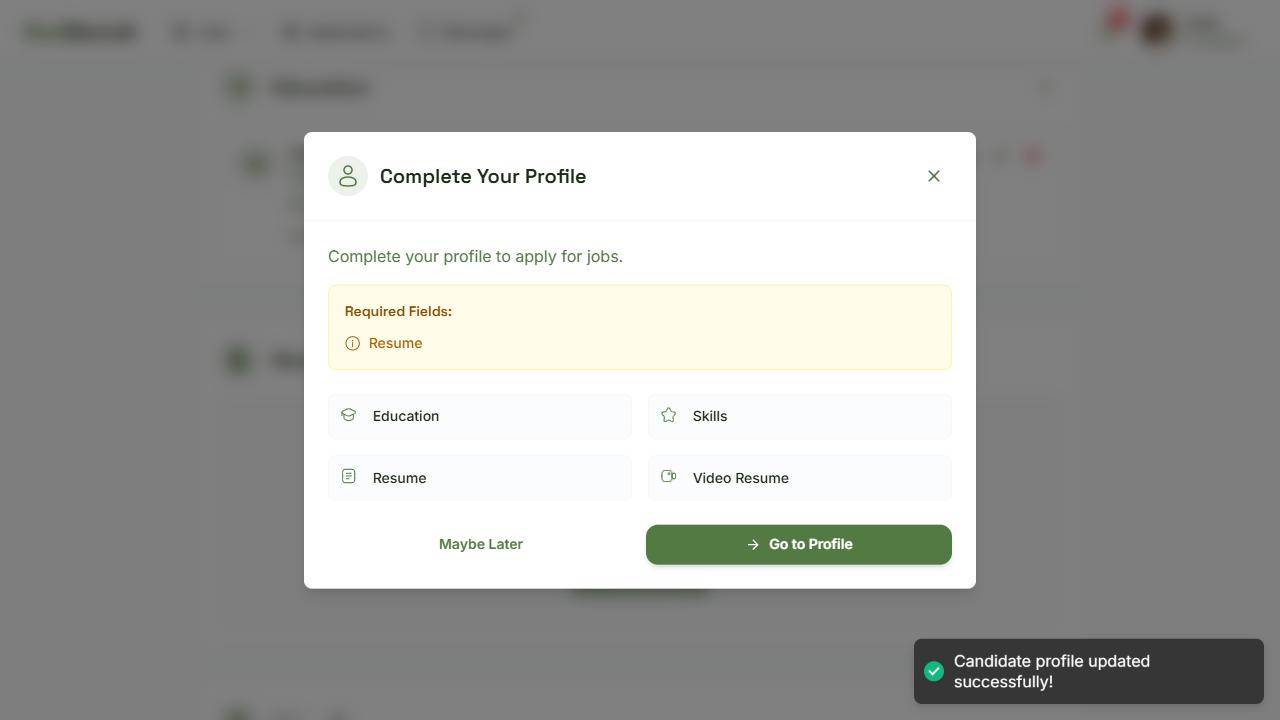 Education
Complete Your Profile
Complete your profile to apply for jobs.
Required Fields:
Resume
Education
Skills
Resume
Video Resume
Maybe Later
Go to Profile
Candidate profile updated
successfully!